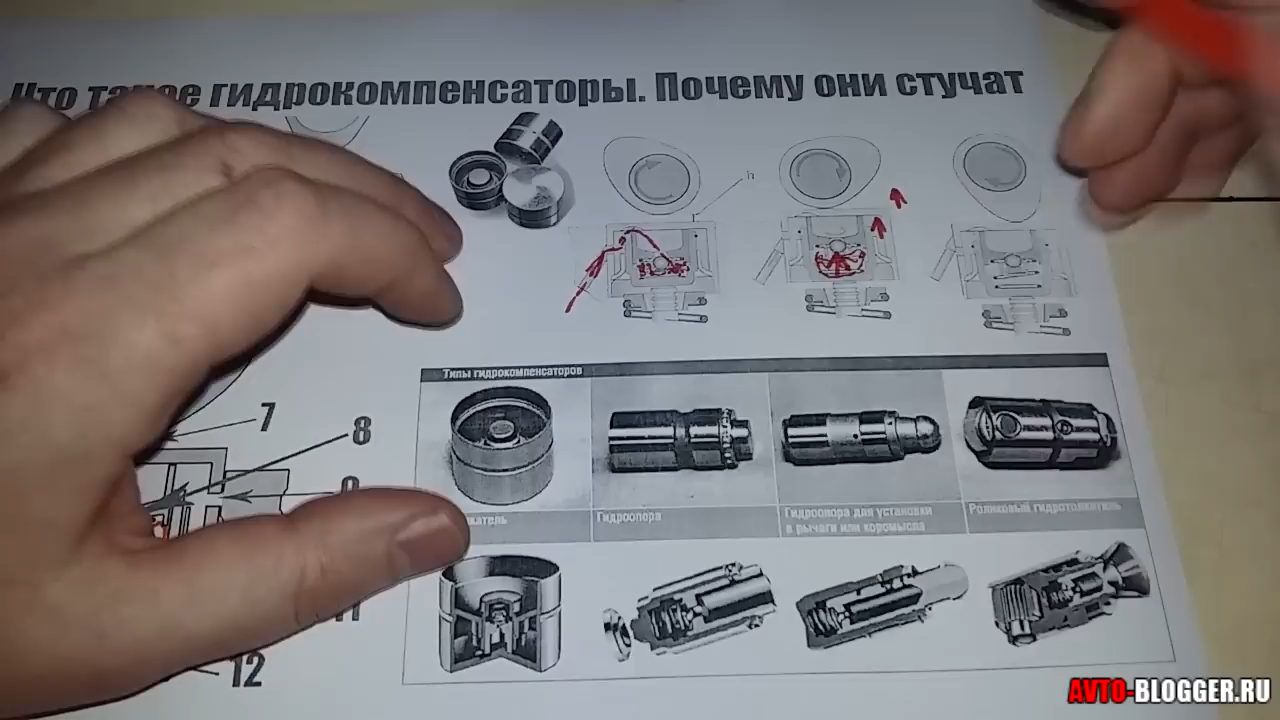 Что такое гидрокомпенсаторы. Почему они стучат
h
Типы гидрокомпенсаторов
7
8
9
Гидроопора
Гидроопора для установки
в рычаги или коромысла
Роликовый гидротолкатель
11
12
AVTO-BLOGGER.RU